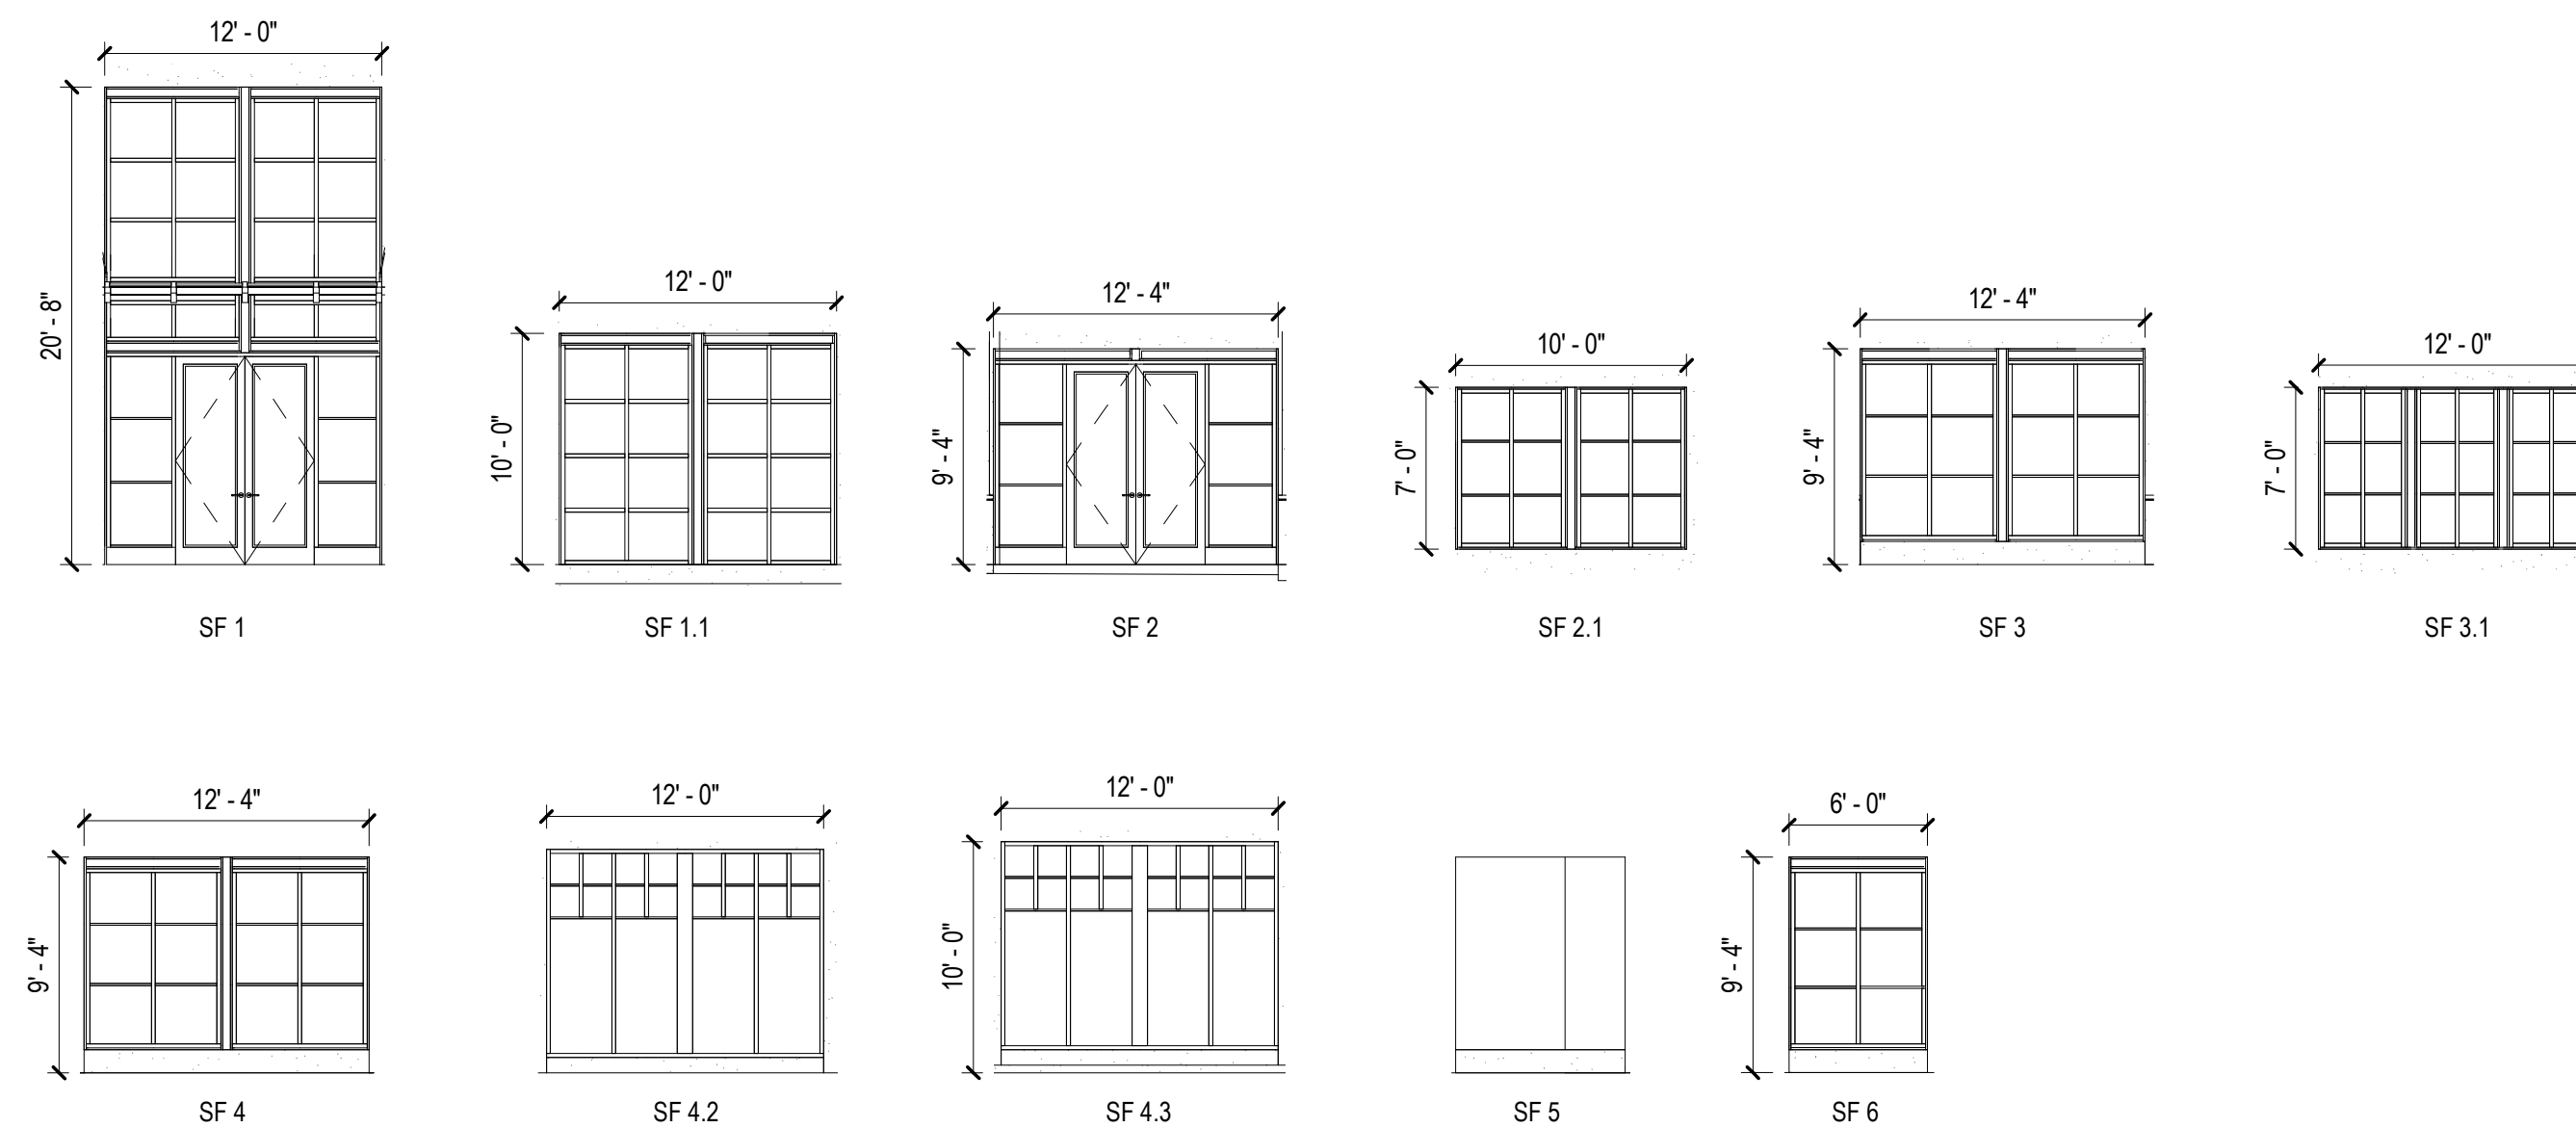 12' - 0"
20' - 8"
SF 1
12' - 0"
10' - 0"
SF 1.1
12' - 4"
9' - 4"
SF 2
10' - 0"
7' - 0"
SF 2.1
12' - 4"
9' - 4"
SF 3
12' - 0"
7' - 0"
SF 3.1
12' - 4"
9' - 4"
SF 4
12' - 0"
SF 4.2
12' - 0"
10' - 0"
SF 4.3
SF 5
6' - 0"
9' - 4"
SF 6